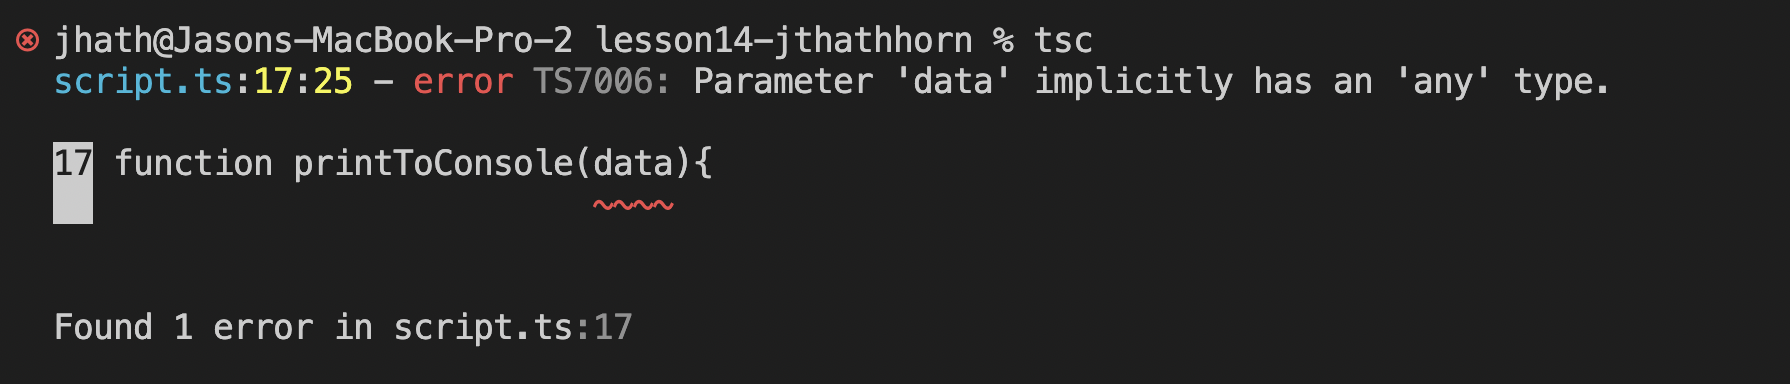 jhath@Jasons-MacBook-Pro-2 lesson14-jthathhorn % tsc
script.ts:17:25 - error TS7006: Parameter 'data' implicitly has an 'any' type.
17 function printToConsole(data){
Found 1 error in script.ts:17